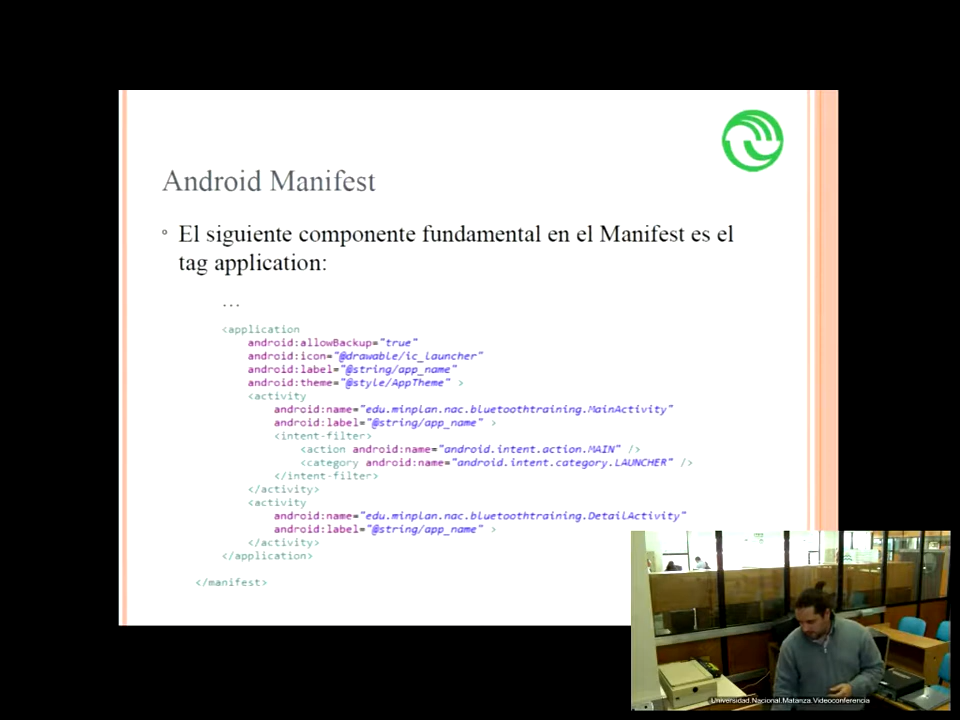 Android Manifest
° El siguiente componente fundamental en el Manifest es el
tag application:
...
<application
android:allowBackup="true"
android:icon="@drawable/ic_launcher"
android:label="@string/app_name"
android:theme="@style/AppTheme" >
<activity
android:name="edu.minplan.nac.bluetoothtraining.MainActivity"
android:label="@string/app_name" >
<intent-filter>
<action android:name="android.intent.action.MAIN" />
<category android:name="android.intent.category.LAUNCHER" />
</intent-filter>
</activity>
<activity
android:name="edu.minplan.nac.bluetoothtraining.DetailActivity"
android:label="@string/app_name" >
</activity>
</application>
</manifest>
Universidad.Nacional.Matanza.Videoconferencia